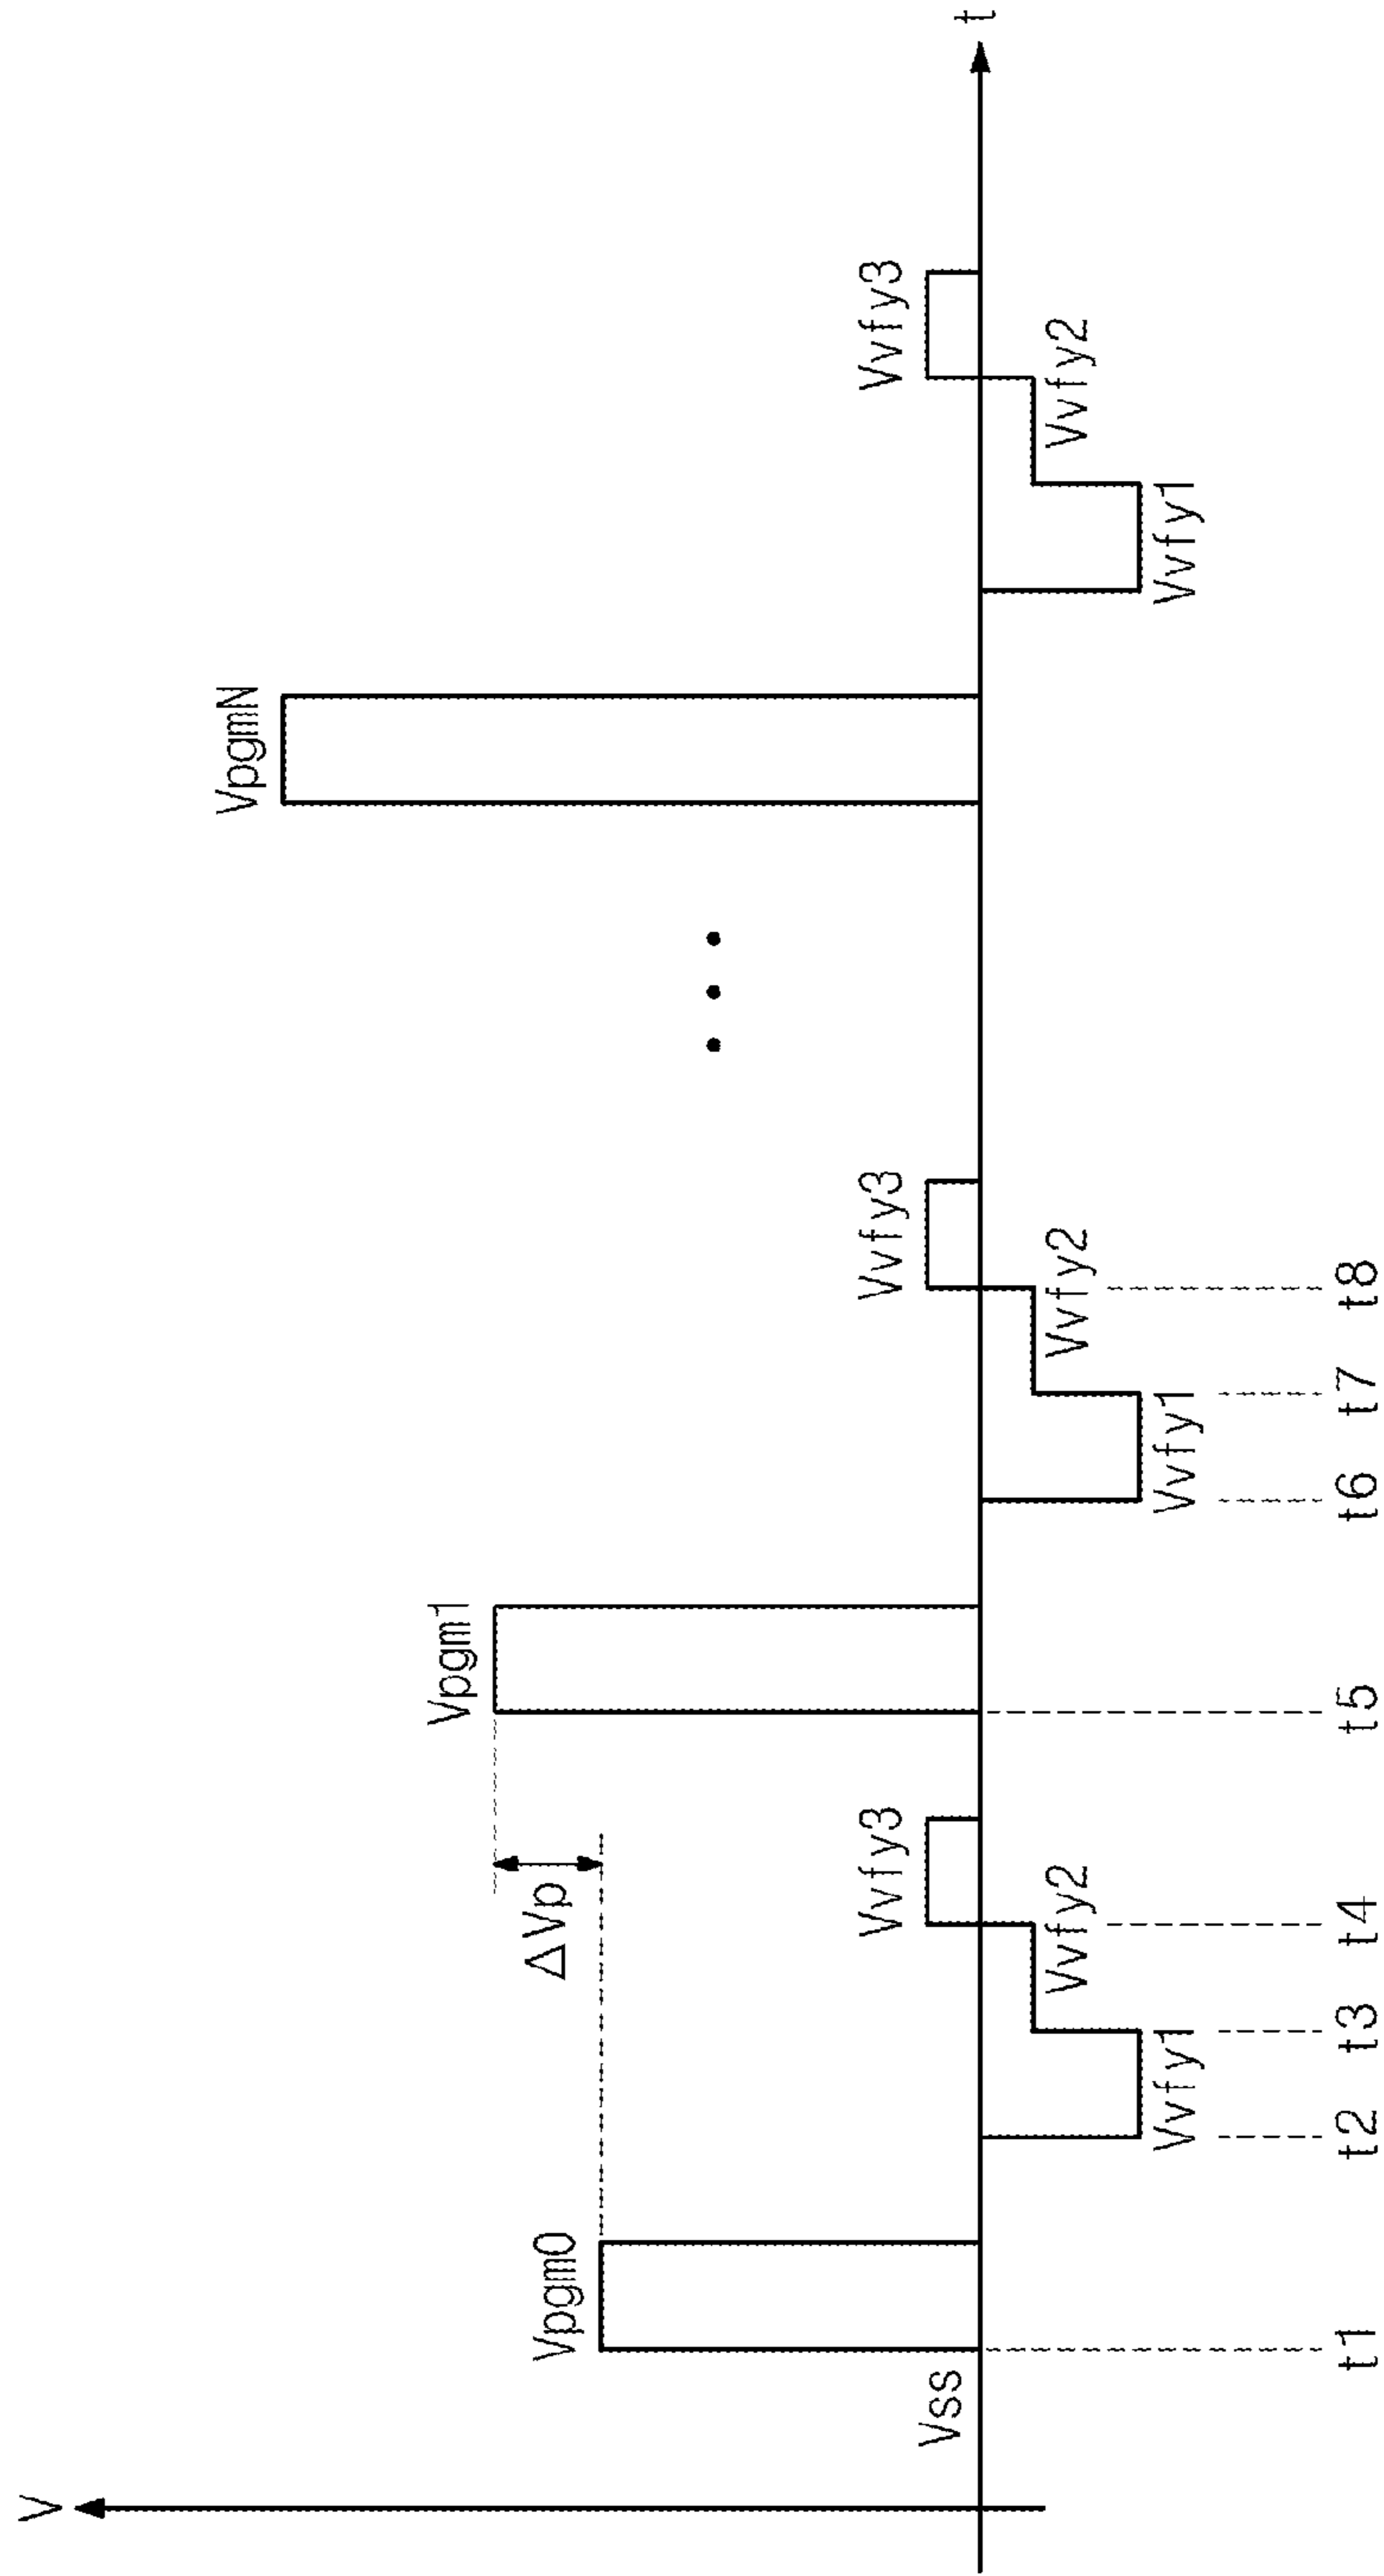 V
VpgmN
Vpgm1
ΔVp
Vpgm0
Vvfy3
Vvfy3
Vvfy3
Vss
t
Vvfy2
Vvfy2
Vvfy2
Vvfy1
Vvfy1
Vvfy1
t1 t2 t3 t4 t5 t6 t7 t8